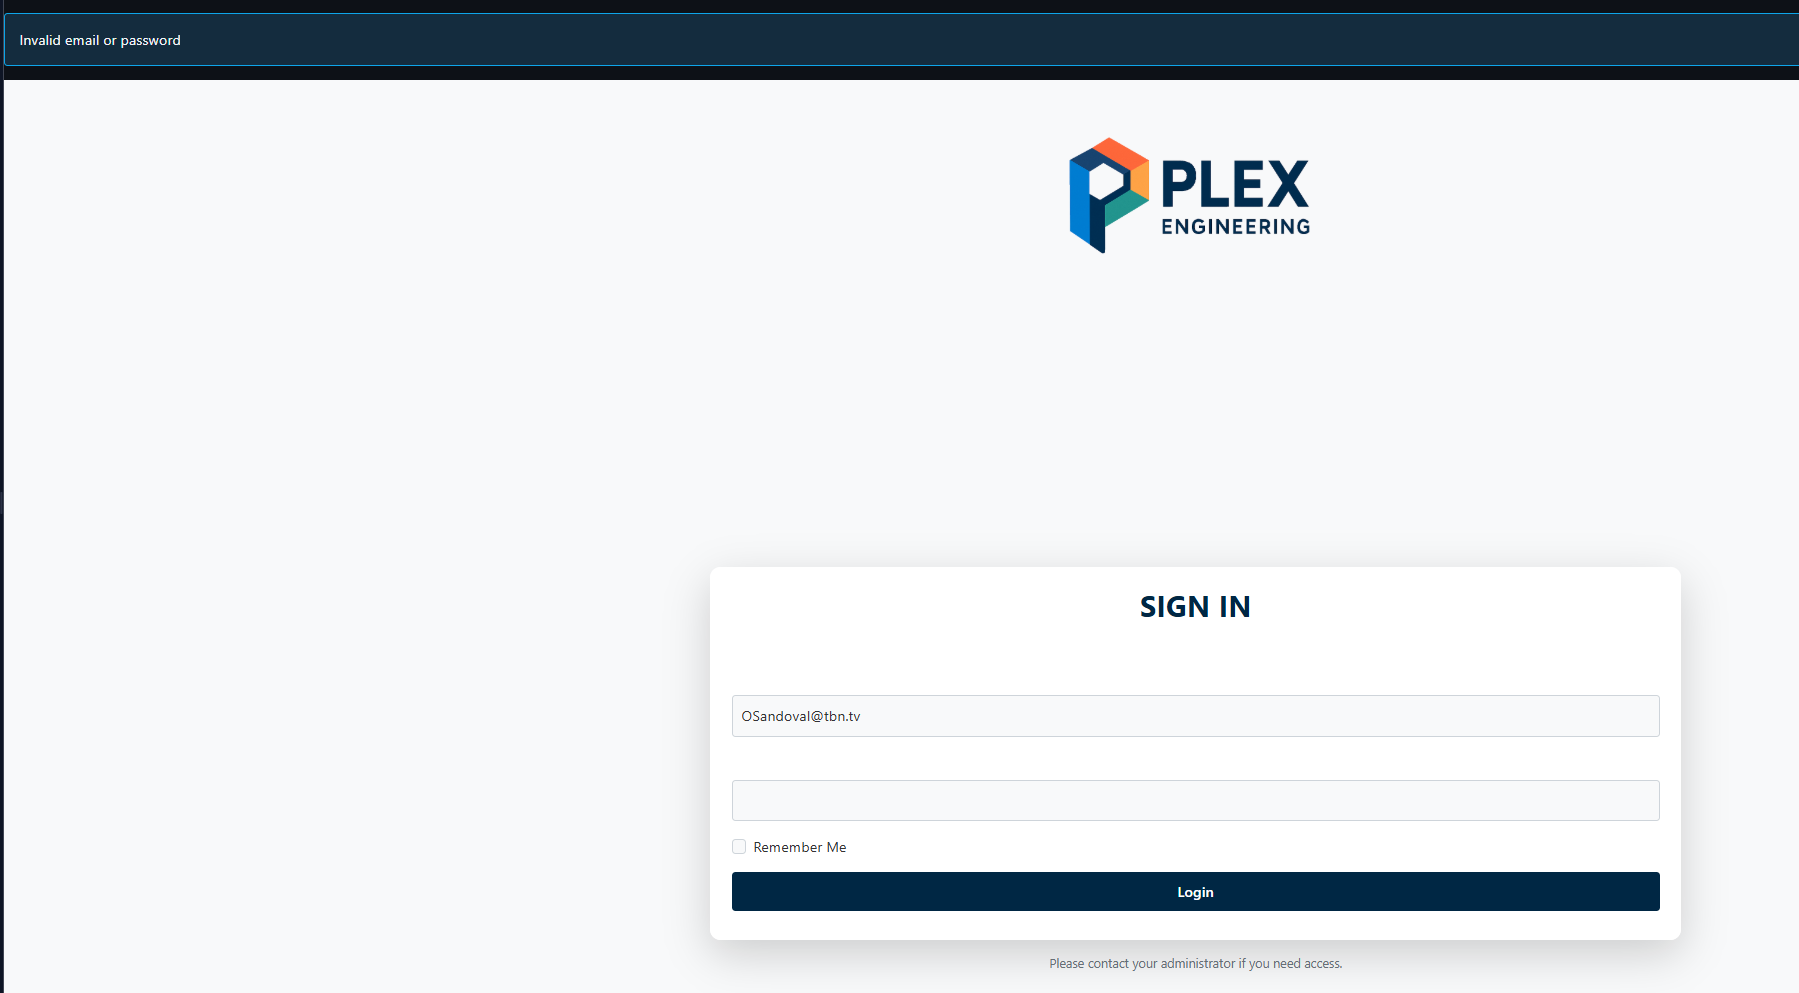 Invalid email or password
PLEX
ENGINEERING
SIGN IN
OSandoval@tbn.tv
Remember Me
Login
Please contact your administrator if you need access.